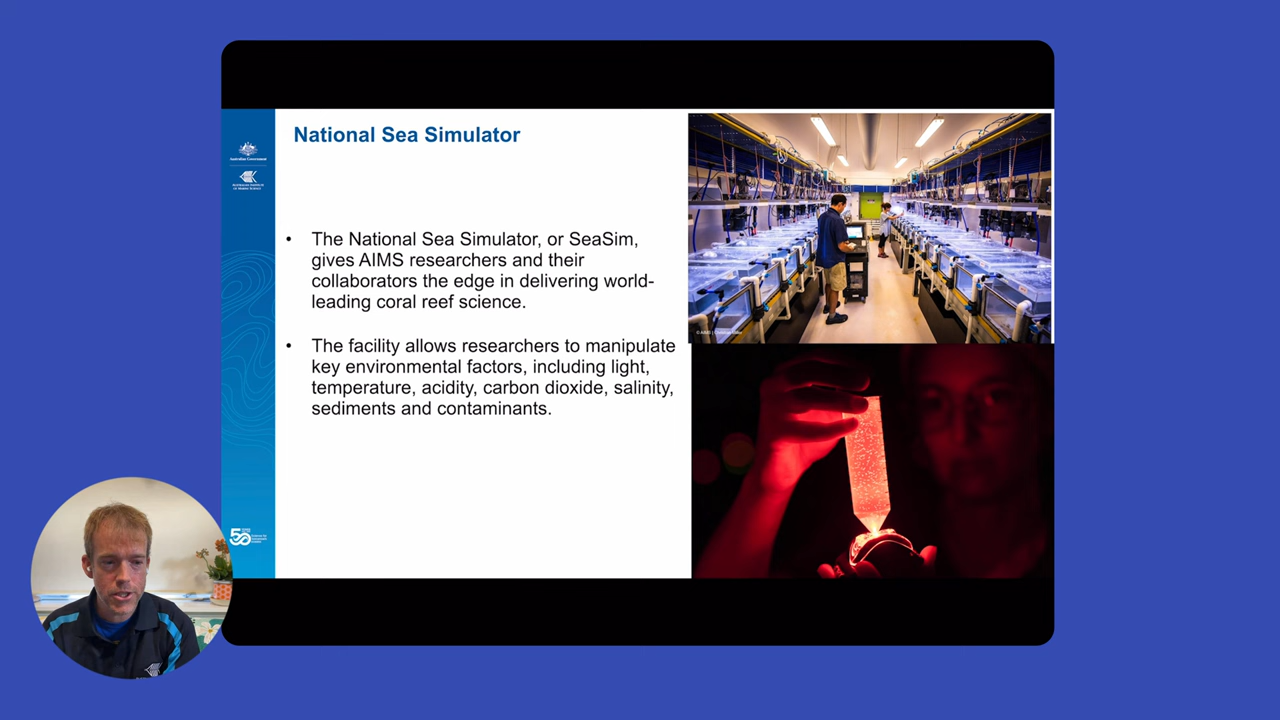 National Sea Simulator
Australian Government
AUSTRALIAN INSTITUTE
OF MARINE SCIENCE
• The National Sea Simulator, or SeaSim,
gives AIMS researchers and their
collaborators the edge in delivering world-
leading coral reef science.
• The facility allows researchers to manipulate
key environmental factors, including light,
temperature, acidity, carbon dioxide, salinity,
sediments and contaminants.
50